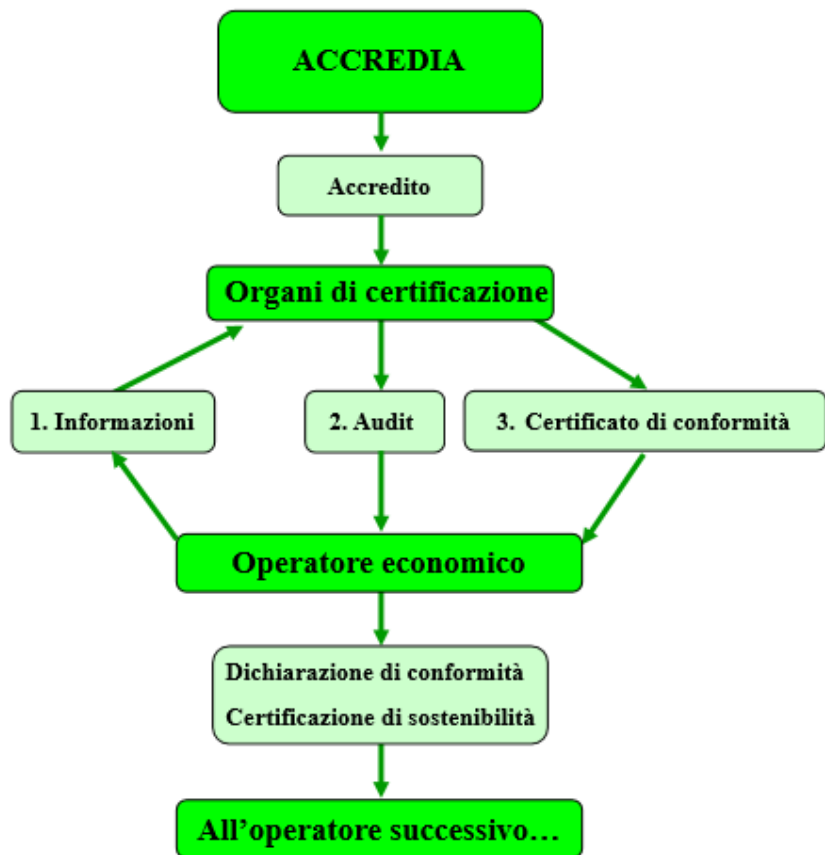 ACCREDIA
Accredito
Organi di certificazione
1. Informazioni
2. Audit
3. Certificato di conformità
Operatore economico
Dichiarazione di conformità
Certificazione di sostenibilità
All’operatore successivo…